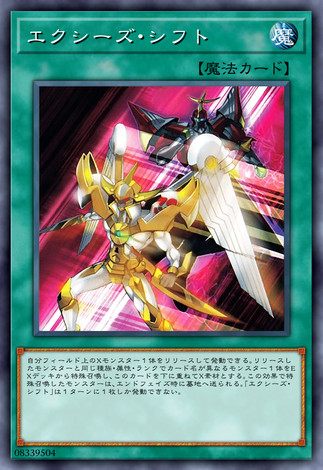 エクシーズ・シフト
魔
【魔法カード】
自分フィールド上のXモンスター1体をリリースして発動できる。リリースし
たモンスターと同じ種族・属性・ランクでカード名が異なるモンスター1体をE
Xデッキから特殊召喚し、このカードを下に重ねてX素材とする。この効果で特
殊召喚したモンスターは、エンドフェイズ時に墓地へ送られる。「エクシーズ・
シフト」は1ターンに1枚しか発動できない。
08339504